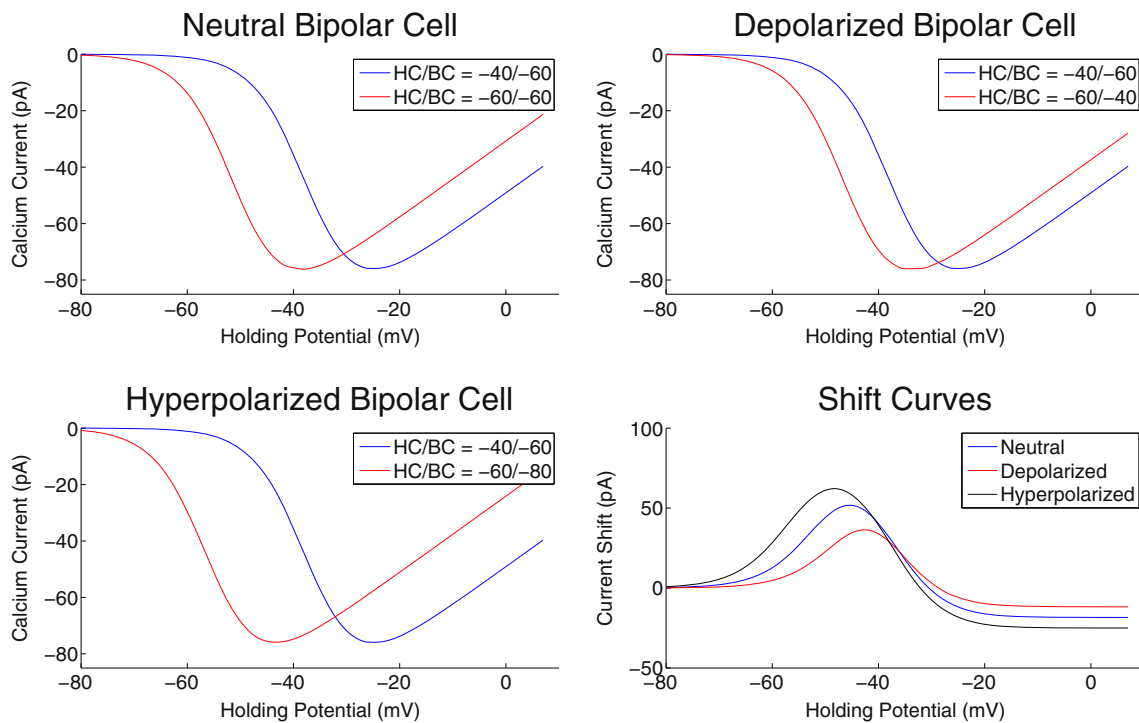 Neutral Bipolar Cell
Calcium Current (pA)
0
−20
−40
−60
−80
HC/BC = −40/−60
HC/BC = −60/−60
−80 −60 −40 −20 0
Holding Potential (mV)
Depolarized Bipolar Cell
Calcium Current (pA)
0
−20
−40
−60
−80
HC/BC = −40/−60
HC/BC = −60/−40
−80 −60 −40 −20 0
Holding Potential (mV)
Hyperpolarized Bipolar Cell
Calcium Current (pA)
0
−20
−40
−60
−80
HC/BC = −40/−60
HC/BC = −60/−80
−80 −60 −40 −20 0
Holding Potential (mV)
Shift Curves
Current Shift (pA)
100
50
0
−50
Neutral
Depolarized
Hyperpolarized
−80 −60 −40 −20 0
Holding Potential (mV)